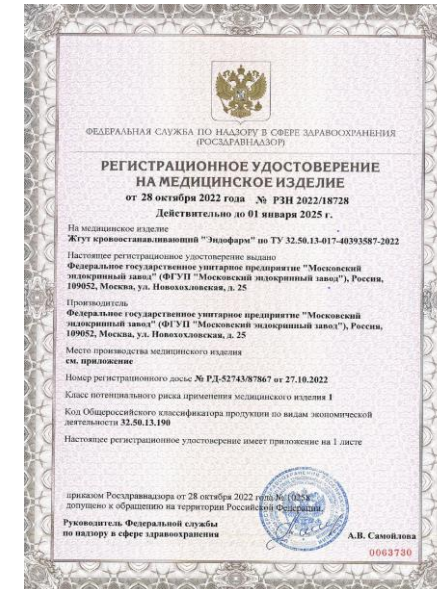 ФЕДЕРАЛЬНАЯ СЛУЖБА ПО НАДЗОРУ В СФЕРЕ ЗДРАВООХРАНЕНИЯ
(РОСЗДРАВНАДЗОР)
РЕГИСТРАЦИОННОЕ УДОСТОВЕРЕНИЕ
НА МЕДИЦИНСКОЕ ИЗДЕЛИЕ
от 28 октября 2022 года № РЗН 2022/18728
Действительно до 01 января 2025 г.
На медицинское изделие
Жгут кровоостанавливающий "Эндофарм" по ТУ 32.50.13-017-40393587-2022
Настоящее регистрационное удостоверение выдано
Федеральное государственное унитарное предприятие "Московский
эндокринный завод" (ФГУП "Московский эндокринный завод"), Россия,
109052, Москва, ул. Новохохловская, д. 25
Производитель
Федеральное государственное унитарное предприятие "Московский
эндокринный завод" (ФГУП "Московский эндокринный завод"), Россия,
109052, Москва, ул. Новохохловская, д. 25
Место производства медицинского изделия
см. приложение
Номер регистрационного досье № РД-52743/87867 от 27.10.2022
Класс потенциального риска применения медицинского изделия 1
Код Общероссийского классификатора продукции по видам экономической
деятельности 32.50.13.190
Настоящее регистрационное удостоверение имеет приложение на 1 листе
приказом Росздравнадзора от 28 октября 2022 года № 10258
допущено к обращению на территории Российской Федерации.
Руководитель Федеральной службы
по надзору в сфере здравоохранения
А.В. Самойлова
0063730